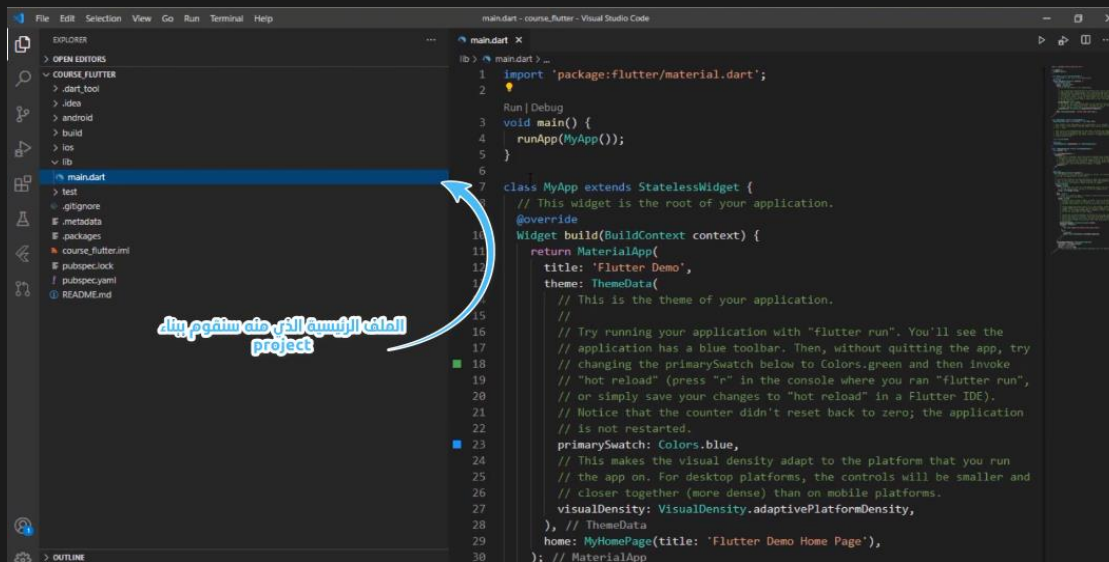 File Edit Selection View Go Run Terminal Help
main.dart - course_flutter - Visual Studio Code
EXPLORER
OPEN EDITORS
COURSE_FLUTTER
.dart_tool
.idea
android
build
ios
lib
main.dart
test
.gitignore
.metadata
.packages
course_flutter.iml
pubspec.lock
pubspec.yaml
README.md
OUTLINE
الملف الرئيسية الذي منه سنقوم ببناء
project
main.dart
lib > main.dart > ...
1 import 'package:flutter/material.dart';
2
Run | Debug
3 void main() {
4 runApp(MyApp());
5 }
6
7 class MyApp extends StatelessWidget {
// This widget is the root of your application.
@override
10 Widget build(BuildContext context) {
11 return MaterialApp(
12 title: 'Flutter Demo',
theme: ThemeData(
// This is the theme of your application.
//
16 // Try running your application with "flutter run". You'll see the
17 // application has a blue toolbar. Then, without quitting the app, try
18 // changing the primarySwatch below to Colors.green and then invoke
19 // "hot reload" (press "r" in the console where you ran "flutter run",
20 // or simply save your changes to "hot reload" in a Flutter IDE).
21 // Notice that the counter didn't reset back to zero; the application
22 // is not restarted.
23 primarySwatch: Colors.blue,
24 // This makes the visual density adapt to the platform that you run
25 // the app on. For desktop platforms, the controls will be smaller and
26 // closer together (more dense) than on mobile platforms.
27 visualDensity: VisualDensity.adaptivePlatformDensity,
28 ), // ThemeData
29 home: MyHomePage(title: 'Flutter Demo Home Page'),
30 ); // MaterialApp